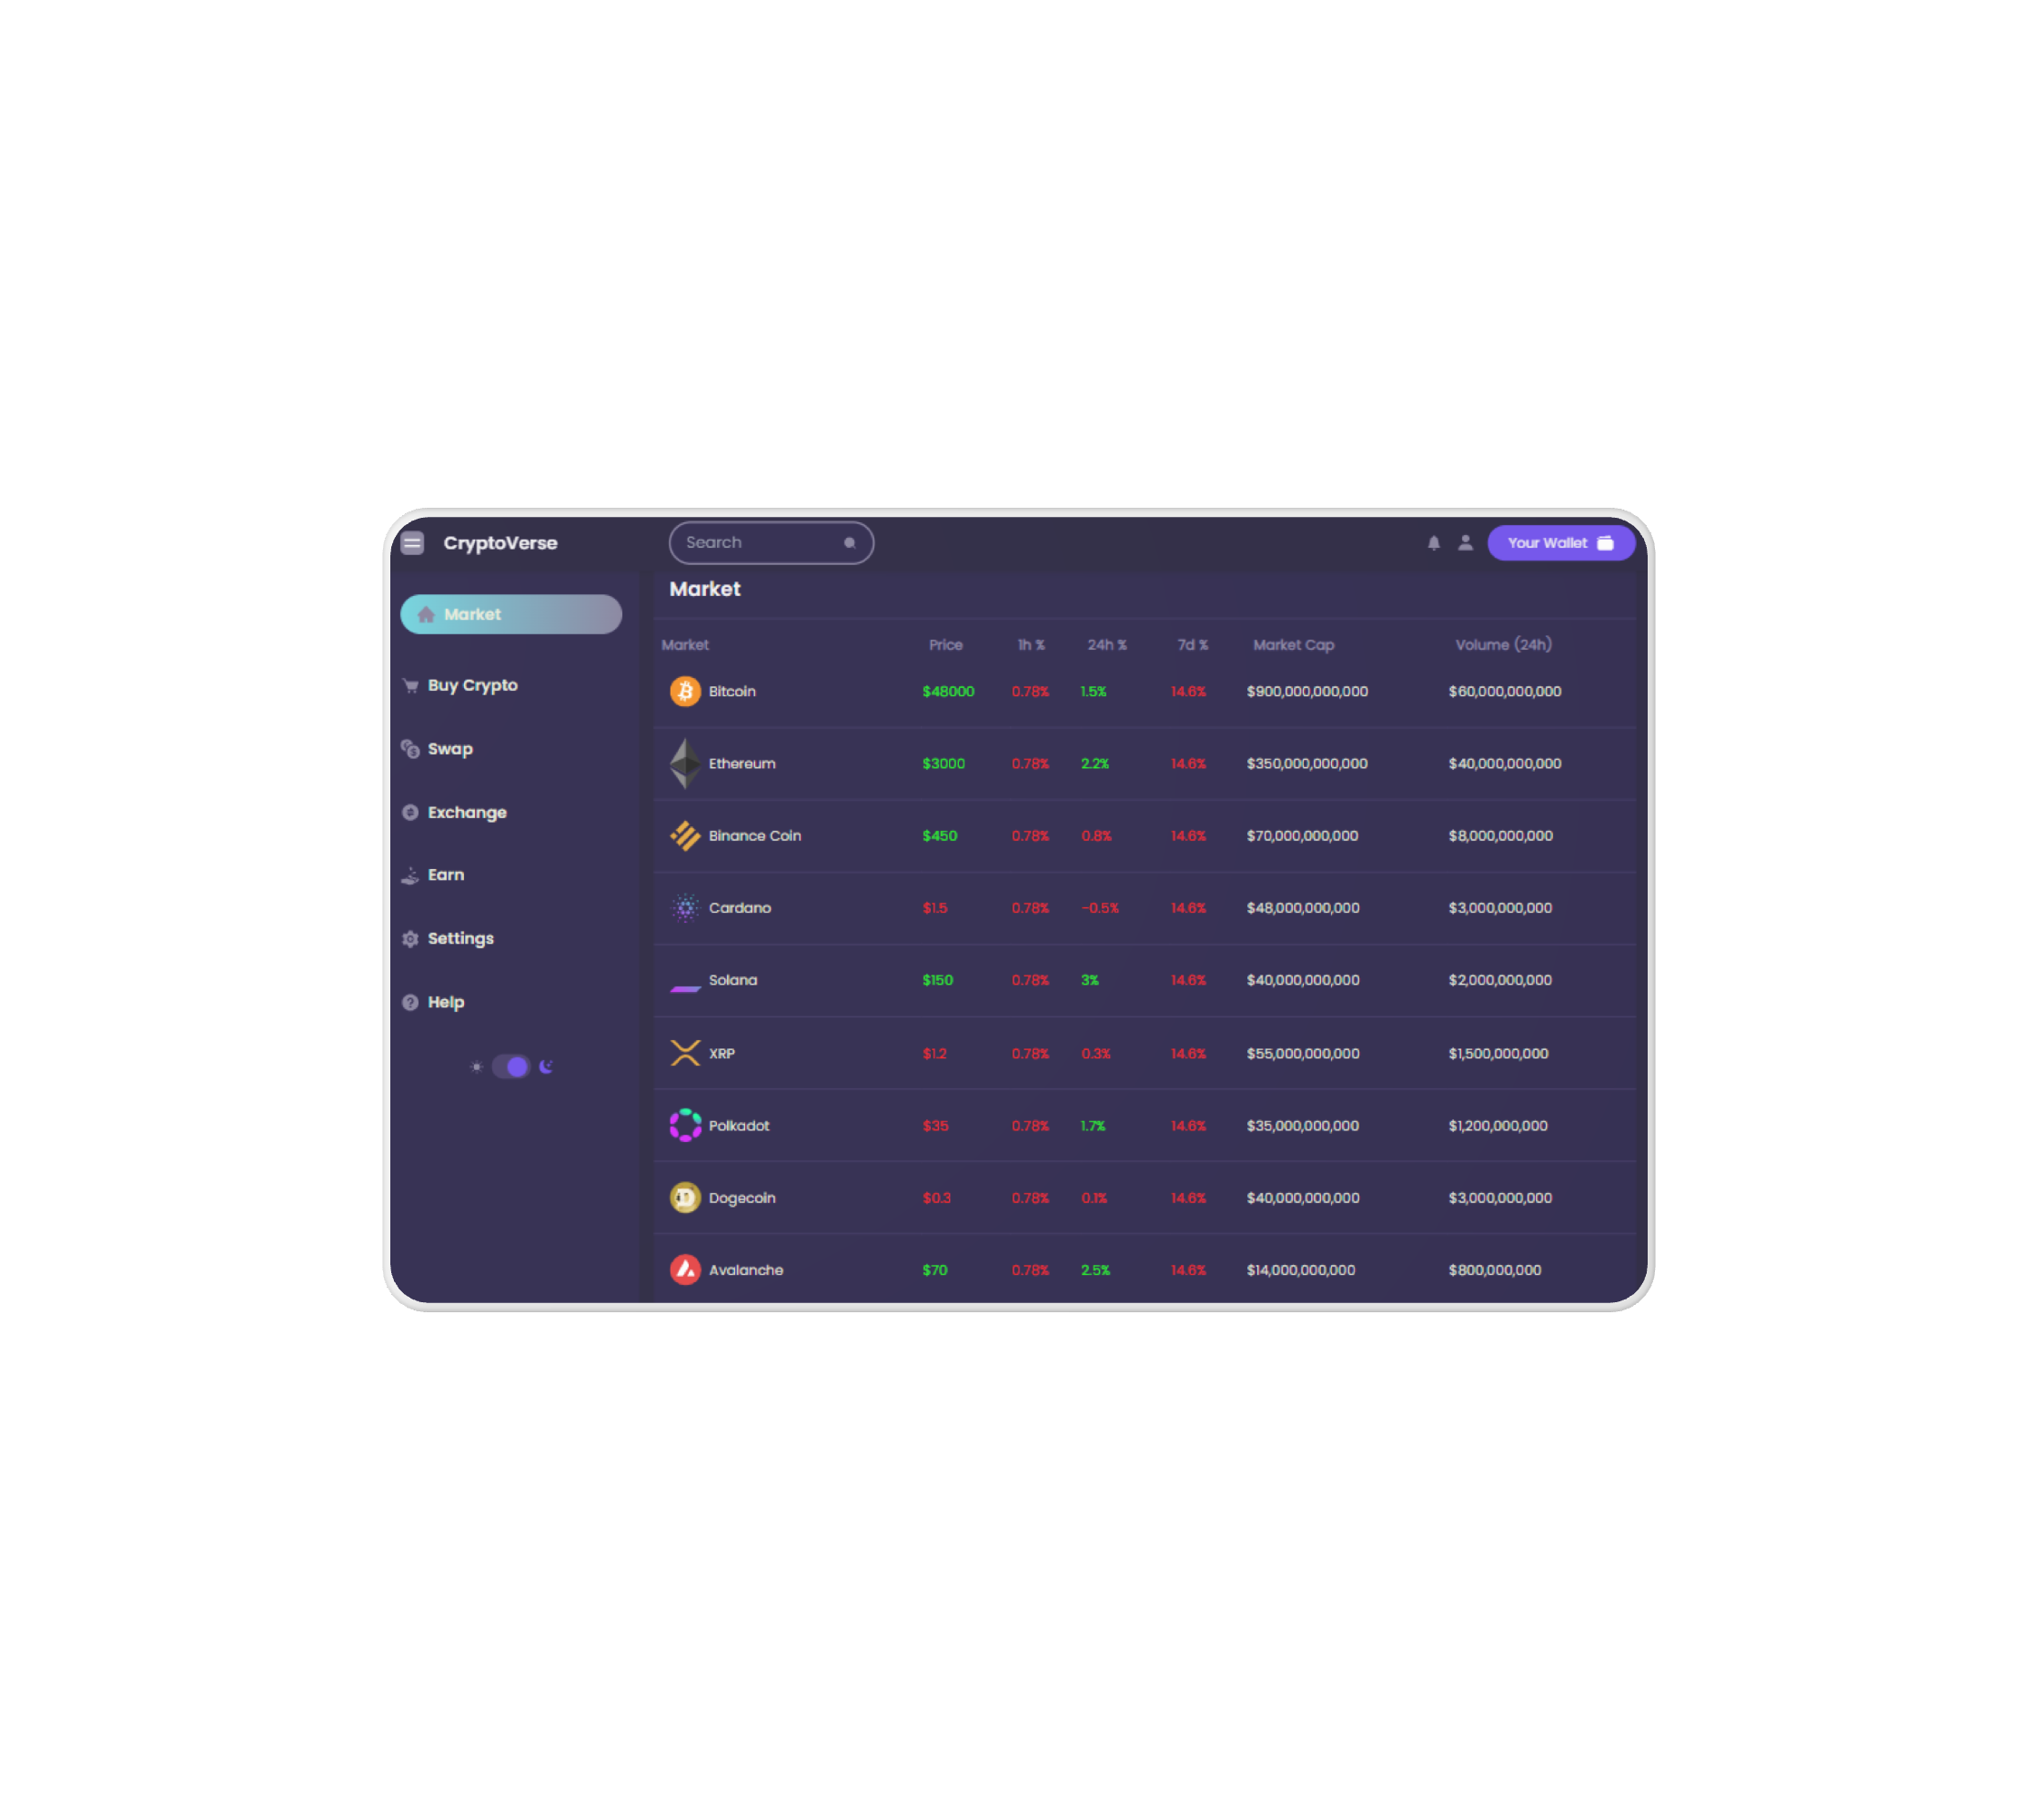 CryptoVerse
Search
Your Wallet
Market
Buy Crypto
Swap
Exchange
Earn
Settings
Help
Market
Market Price 1h % 24h % 7d % Market Cap Volume (24h)
Bitcoin $48000 0.78% 1.5% 14.6% $900,000,000,000 $60,000,000,000
Ethereum $3000 0.78% 2.2% 14.6% $350,000,000,000 $40,000,000,000
Binance Coin $450 0.78% 0.8% 14.6% $70,000,000,000 $8,000,000,000
Cardano $1.5 0.78% -0.5% 14.6% $48,000,000,000 $3,000,000,000
Solana $150 0.78% 3% 14.6% $40,000,000,000 $2,000,000,000
XRP $1.2 0.78% 0.3% 14.6% $55,000,000,000 $1,500,000,000
Polkadot $35 0.78% 1.7% 14.6% $35,000,000,000 $1,200,000,000
Dogecoin $0.3 0.78% 0.1% 14.6% $40,000,000,000 $3,000,000,000
Avalanche $70 0.78% 2.5% 14.6% $14,000,000,000 $800,000,000